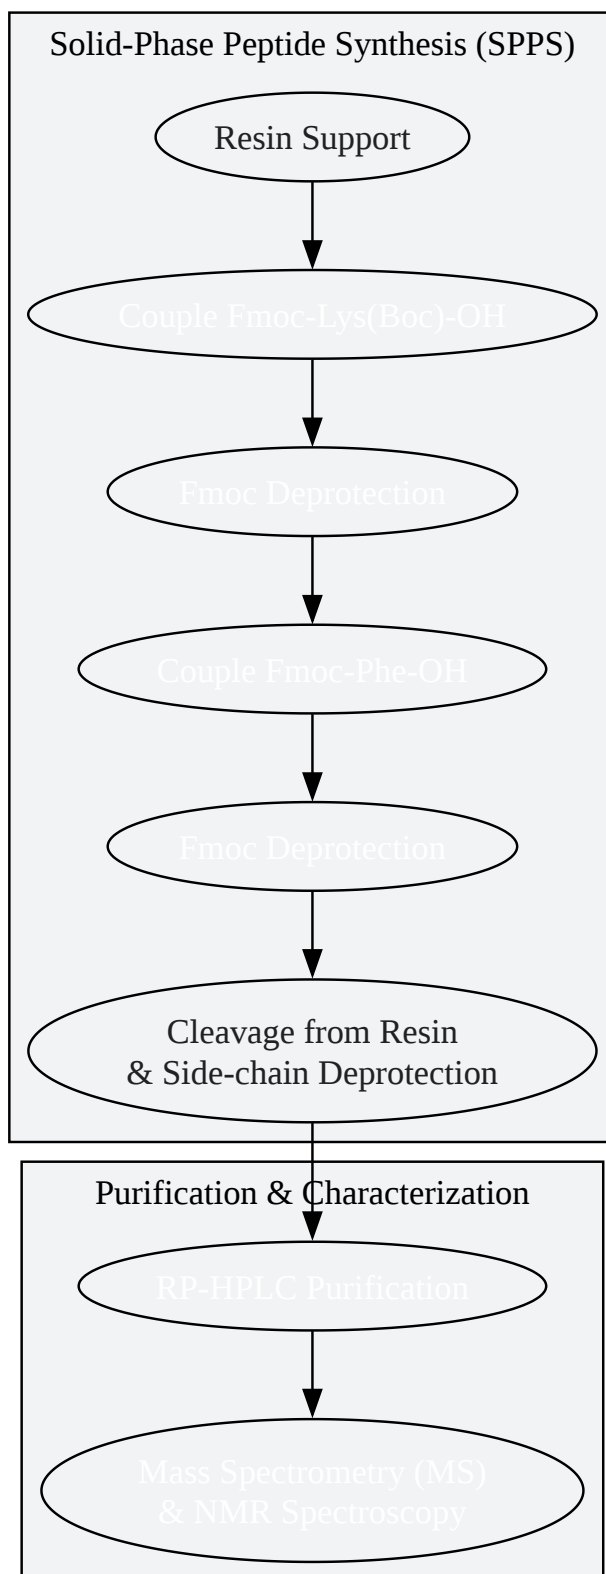 Solid-Phase Peptide Synthesis (SPPS)
Resin Support
Couple Fmoc-Lys(Boc)-OH
Fmoc Deprotection
Couple Fmoc-Phe-OH
Fmoc Deprotection
Cleavage from Resin
& Side-chain Deprotection
Purification & Characterization
RP-HPLC Purification
Mass Spectrometry (MS)
& NMR Spectroscopy